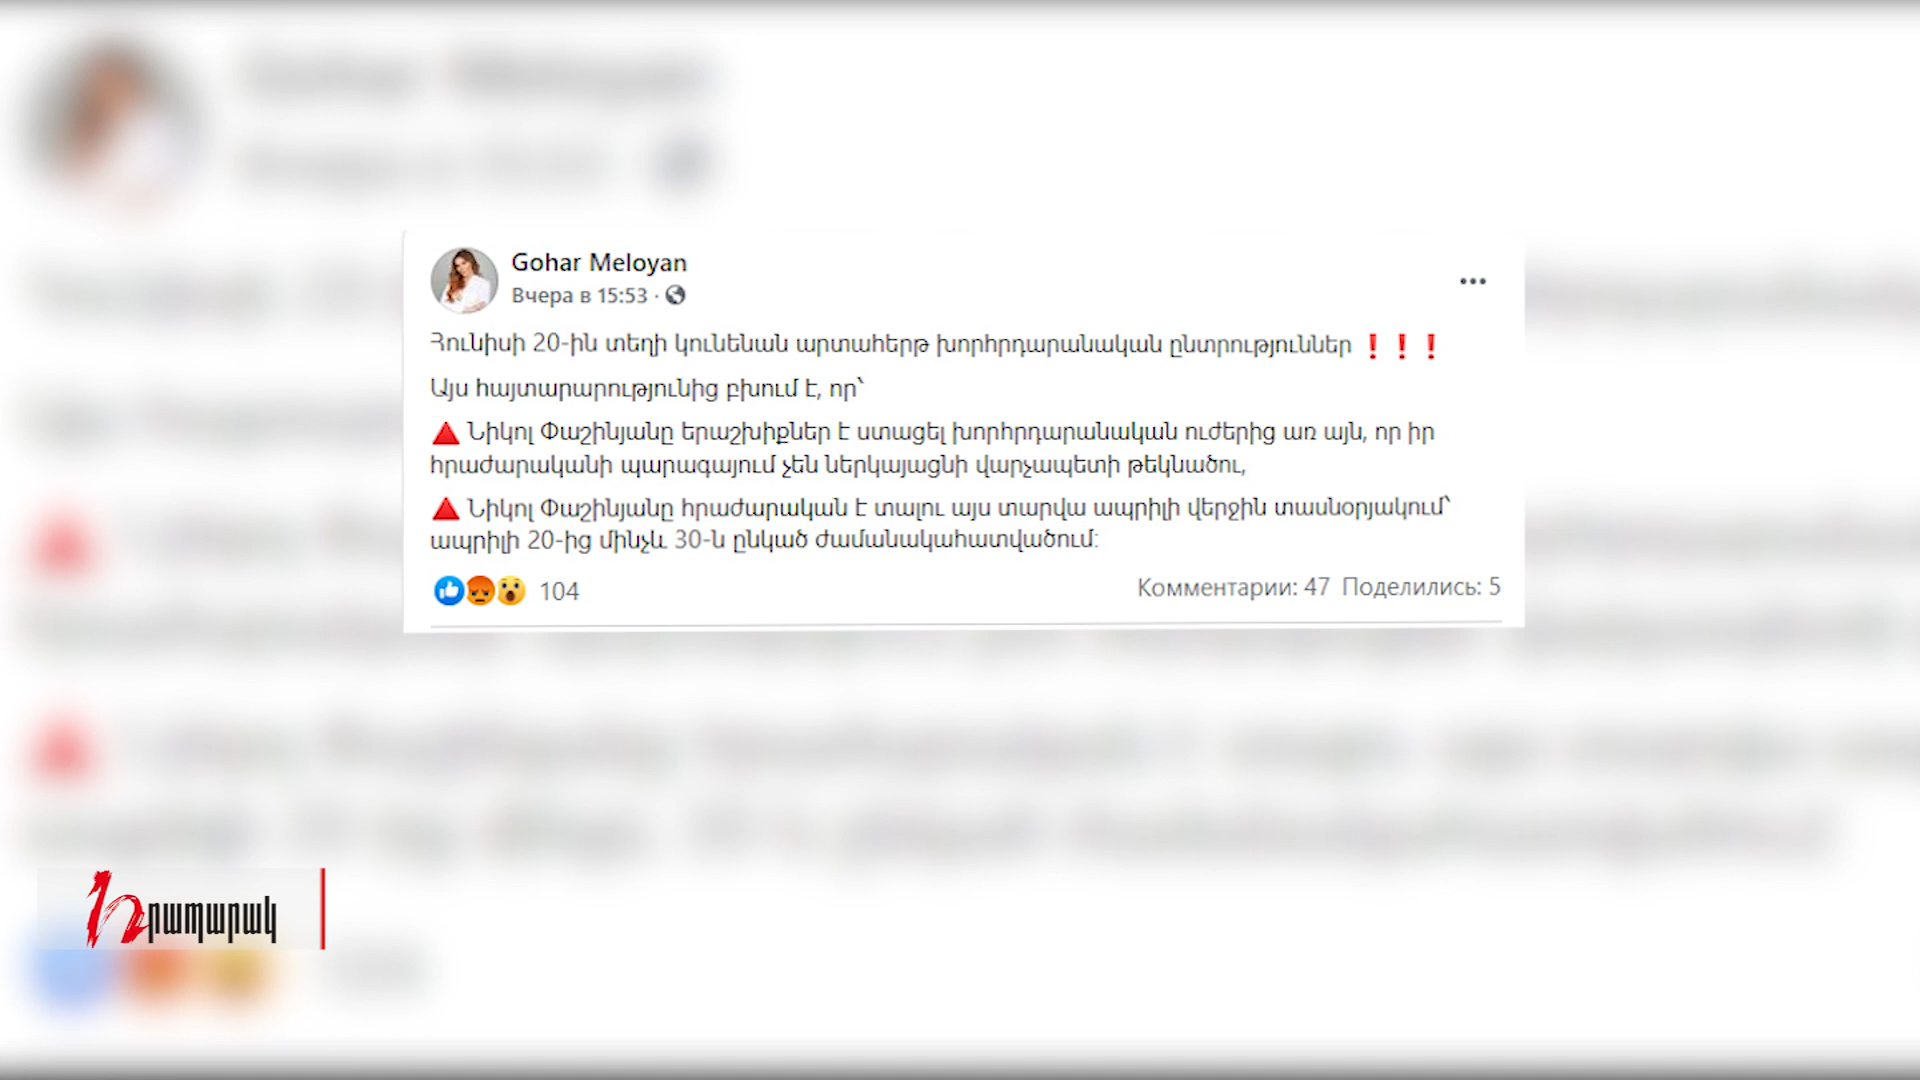 Gohar Meloyan
Вчера в 15:53 ·
Հունիսի 20-ին տեղի կունենան արտահերթ խորհրդարանական ընտրություններ ❗❗❗
Այս հայտարարությունից բխում է, որ՝
🔺 Նիկոլ Փաշինյանը երաշխիքներ է ստացել խորհրդարանական ուժերից առ այն, որ իր
հրաժարականի պարագայում չեն ներկայացնի վարչապետի թեկնածու,
🔺 Նիկոլ Փաշինյանը հրաժարական է տալու այս տարվա ապրիլի վերջին տասնօրյակում՝
ապրիլի 20-ից մինչև 30-ն ընկած ժամանակահատվածում:
104
Комментарии: 47 Поделились: 5
Հրապարակ